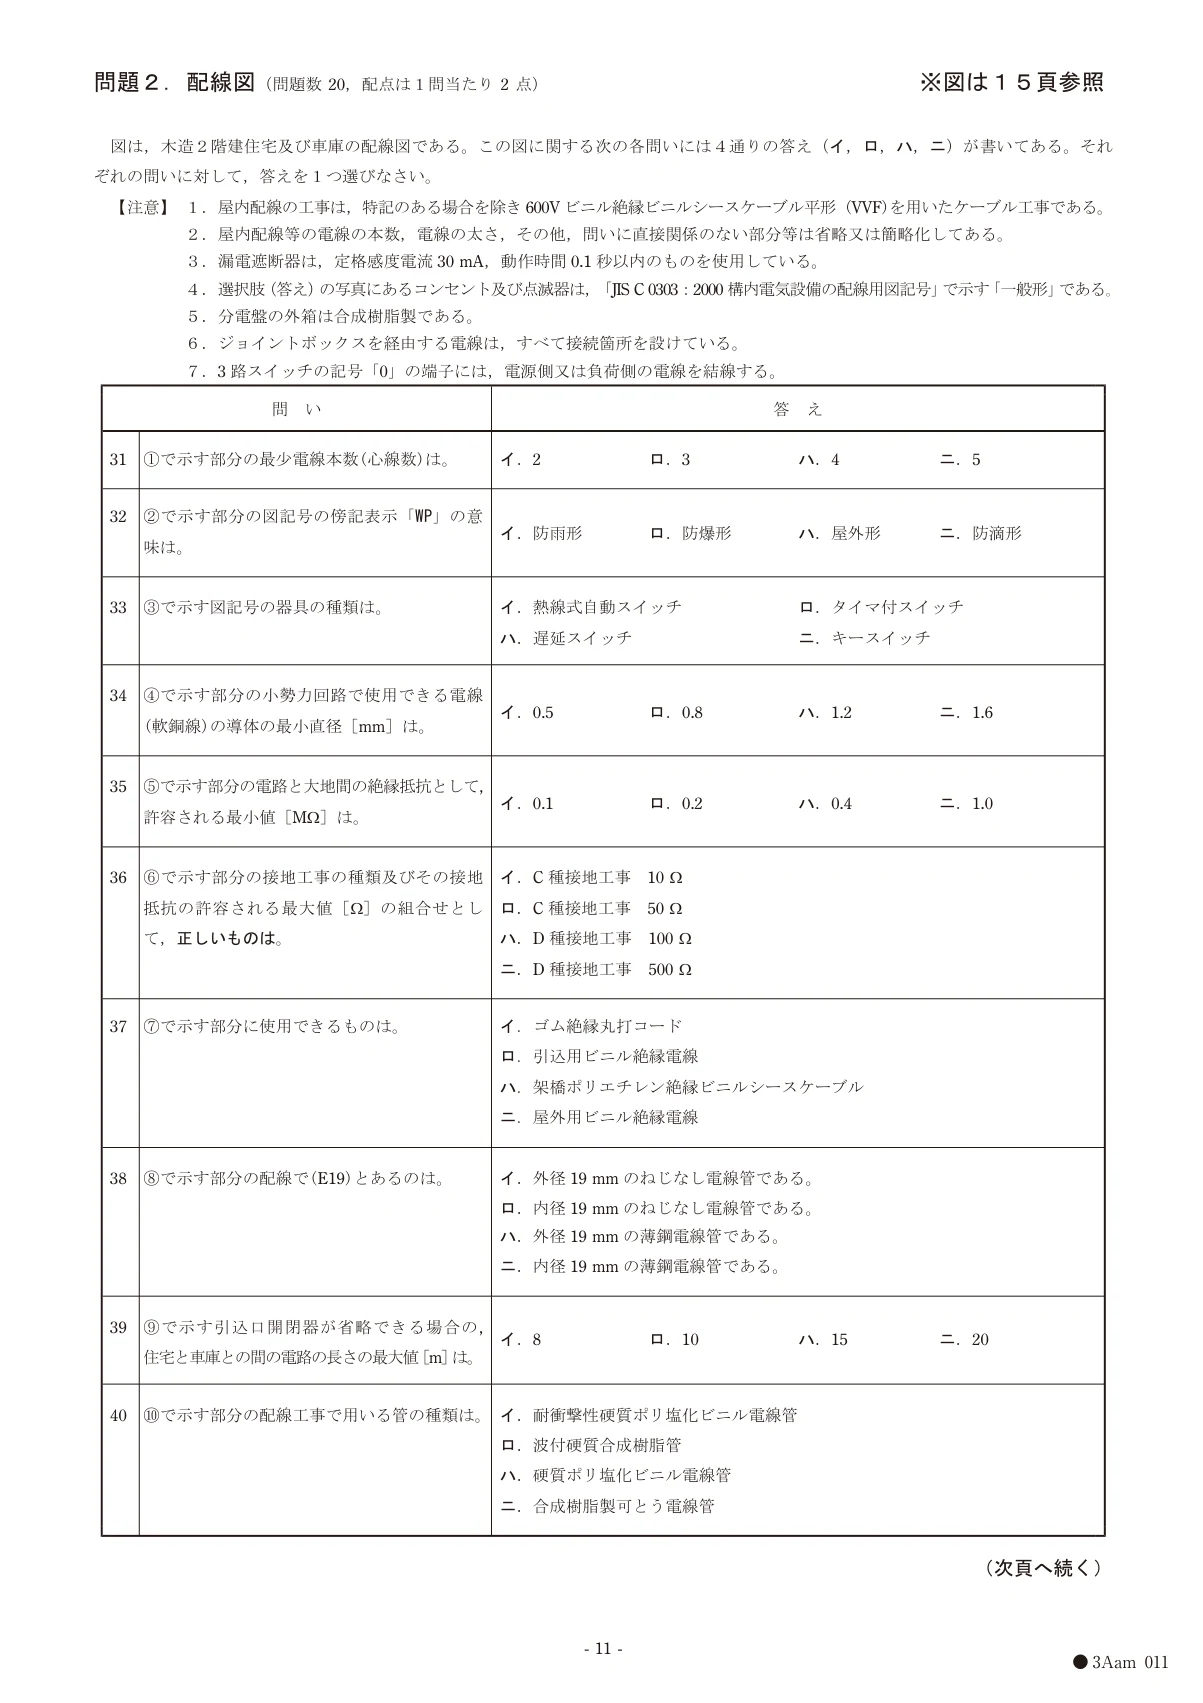 問題２．配線図（問題数 20，配点は１問当たり 2 点） ※図は１５頁参照
図は，木造２階建住宅及び車庫の配線図である。この図に関する次の各問いには４通りの答え（イ，ロ，ハ，ニ）が書いてある。それ
ぞれの問いに対して，答えを１つ選びなさい。
【注意】 １．屋内配線の工事は，特記のある場合を除き 600V ビニル絶縁ビニルシースケーブル平形（VVF）を用いたケーブル工事である。
２．屋内配線等の電線の本数，電線の太さ，その他，問いに直接関係のない部分等は省略又は簡略化してある。
３．漏電遮断器は，定格感度電流 30 mA，動作時間 0.1 秒以内のものを使用している。
４．選択肢（答え）の写真にあるコンセント及び点滅器は，「JIS C 0303 : 2000 構内電気設備の配線用図記号」で示す「一般形」である。
５．分電盤の外箱は合成樹脂製である。
６．ジョイントボックスを経由する電線は，すべて接続箇所を設けている。
７．3 路スイッチの記号「0」の端子には，電源側又は負荷側の電線を結線する。
問 い 答 え
31 ①で示す部分の最少電線本数（心線数）は。 イ．2 ロ．3 ハ．4 ニ．5
32 ②で示す部分の図記号の傍記表示「WP」の意
味は。
イ．防雨形 ロ．防爆形 ハ．屋外形 ニ．防滴形
33 ③で示す図記号の器具の種類は。 イ．熱線式自動スイッチ ロ．タイマ付スイッチ
ハ．遅延スイッチ ニ．キースイッチ
34 ④で示す部分の小勢力回路で使用できる電線
（軟銅線）の導体の最小直径［mm］は。
イ．0.5 ロ．0.8 ハ．1.2 ニ．1.6
35 ⑤で示す部分の電路と大地間の絶縁抵抗として，
許容される最小値［MΩ］は。
イ．0.1 ロ．0.2 ハ．0.4 ニ．1.0
36 ⑥で示す部分の接地工事の種類及びその接地
抵抗の許容される最大値［Ω］の組合せとし
て，正しいものは。
イ．C 種接地工事 10 Ω
ロ．C 種接地工事 50 Ω
ハ．D 種接地工事 100 Ω
ニ．D 種接地工事 500 Ω
37 ⑦で示す部分に使用できるものは。 イ．ゴム絶縁丸打コード
ロ．引込用ビニル絶縁電線
ハ．架橋ポリエチレン絶縁ビニルシースケーブル
ニ．屋外用ビニル絶縁電線
38 ⑧で示す部分の配線で（E19）とあるのは。 イ．外径 19 mm のねじなし電線管である。
ロ．内径 19 mm のねじなし電線管である。
ハ．外径 19 mm の薄鋼電線管である。
ニ．内径 19 mm の薄鋼電線管である。
39 ⑨で示す引込口開閉器が省略できる場合の，
住宅と車庫との間の電路の長さの最大値［m］は。
イ．8 ロ．10 ハ．15 ニ．20
40 ⑩で示す部分の配線工事で用いる管の種類は。 イ．耐衝撃性硬質ポリ塩化ビニル電線管
ロ．波付硬質合成樹脂管
ハ．硬質ポリ塩化ビニル電線管
ニ．合成樹脂製可とう電線管
（次頁へ続く）
- 11 -
●3Aam 011